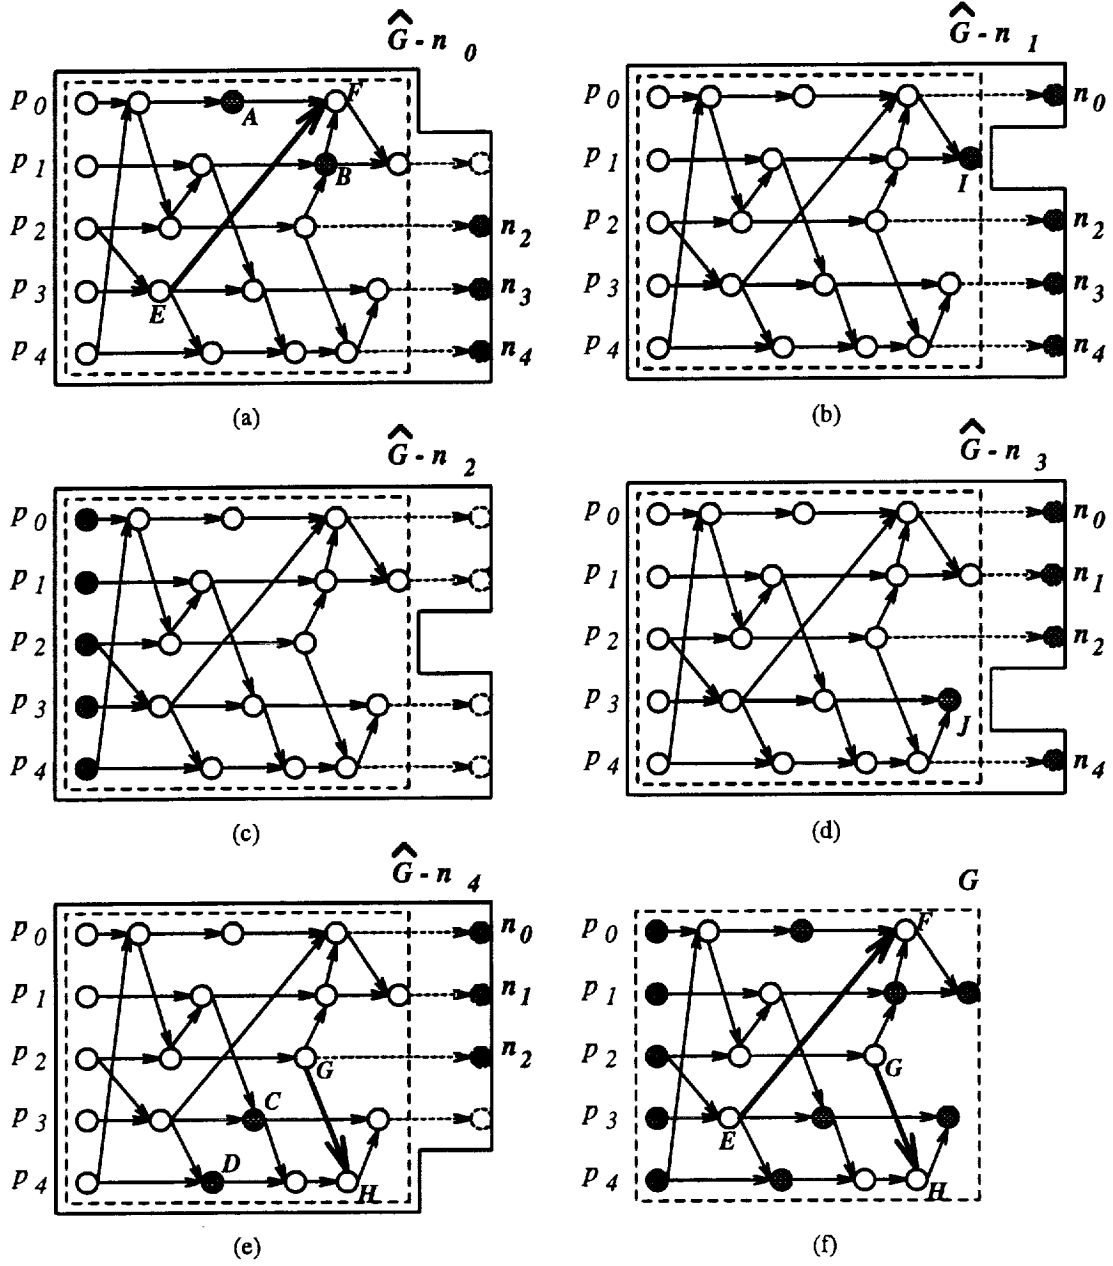 Ĝ - n 0
Ĝ - n 1
p 0
A
F
p 1
B
p 2
n 2
p 3
E
n 3
p 4
n 4
(a)
p 0
n 0
p 1
I
p 2
n 2
p 3
n 3
p 4
n 4
(b)
Ĝ - n 2
Ĝ - n 3
p 0
p 1
p 2
p 3
p 4
(c)
p 0
n 0
p 1
n 1
p 2
n 2
p 3
J
p 4
n 4
(d)
Ĝ - n 4
G
p 0
n 0
p 1
n 1
p 2
G
n 2
p 3
C
p 4
D
H
(e)
p 0
F
p 1
p 2
G
p 3
E
p 4
H
(f)